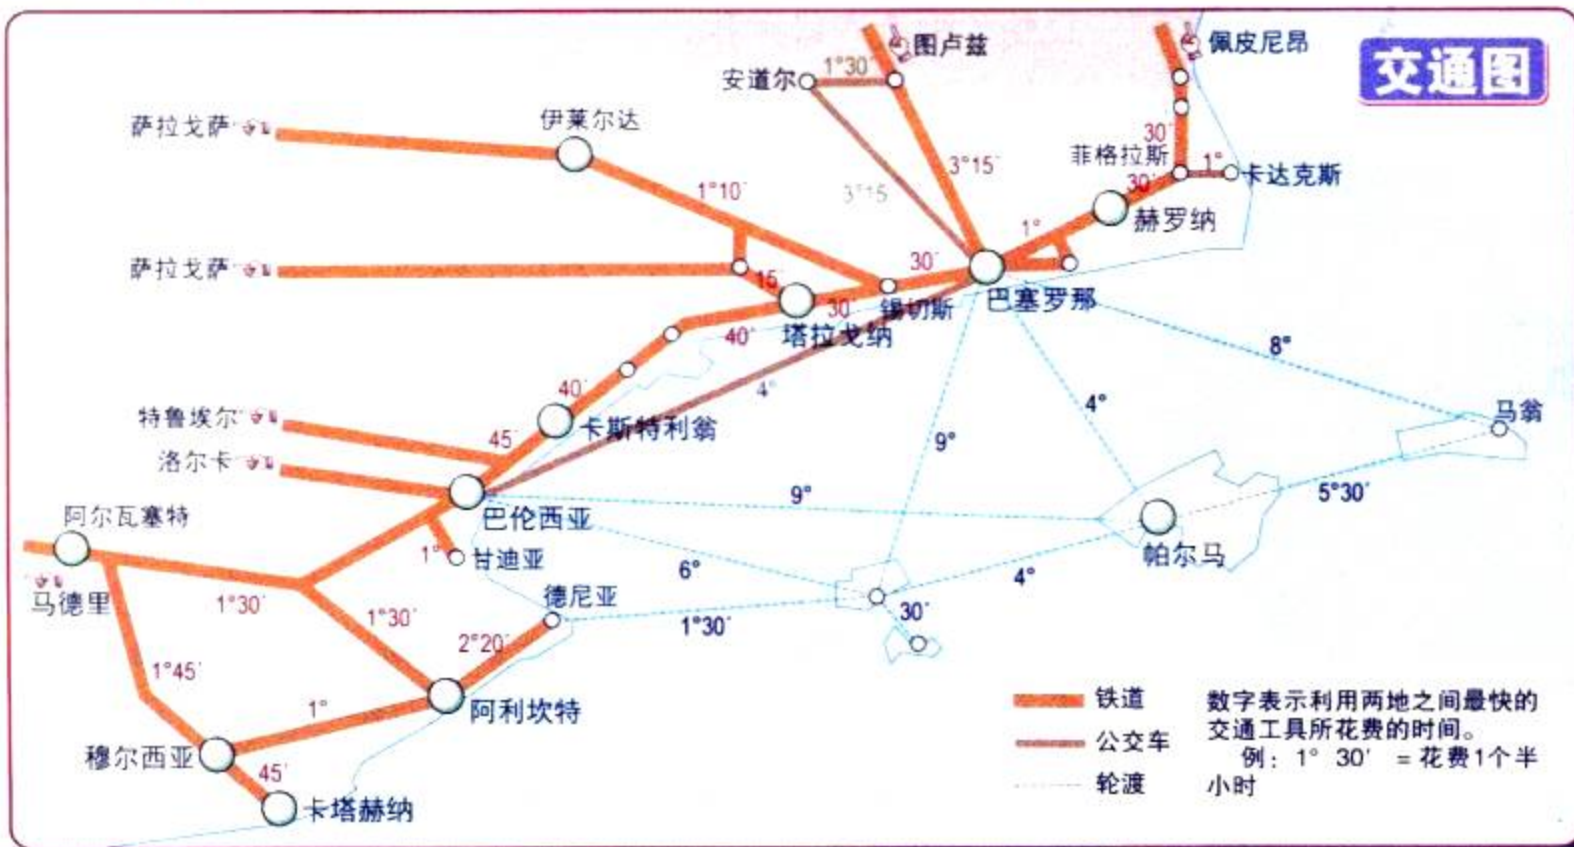 交通图
图卢兹
佩皮尼昂
安道尔
1°30′
萨拉戈萨
伊莱尔达
30′
菲格拉斯
1°
卡达克斯
3°15′
3°15
1°10′
30′
赫罗纳
1°
萨拉戈萨
15′
30′
30′
锡切斯
巴塞罗那
塔拉戈纳
40′
8°
40′
4°
4°
马翁
特鲁埃尔
45′
卡斯特利翁
9°
洛尔卡
9°
5°30′
阿尔瓦塞特
巴伦西亚
帕尔马
1°
甘迪亚
6°
4°
马德里
1°30′
1°30′
德尼亚
1°30′
30′
2°20′
1°45′
1°
阿利坎特
穆尔西亚
45′
卡塔赫纳
铁道
公交车
轮渡
数字表示利用两地之间最快的
交通工具所花费的时间。
例：1° 30′ =花费1个半
小时